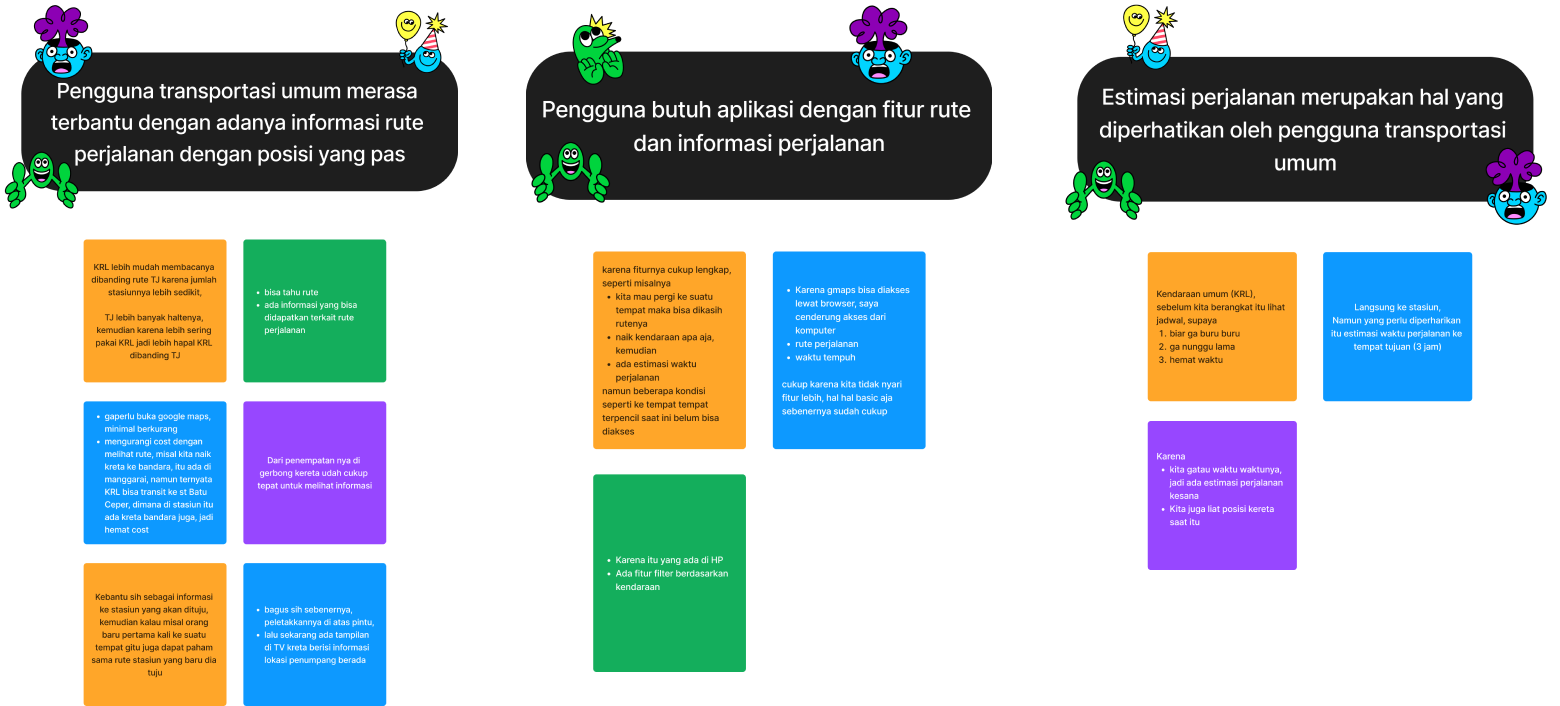 Pengguna transportasi umum merasa
terbantu dengan adanya informasi rute
perjalanan dengan posisi yang pas
KRL lebih mudah membacanya
dibanding rute TJ karena jumlah
stasiunnya lebih sedikit,
TJ lebih banyak haltenya,
kemudian karena lebih sering
pakai KRL jadi lebih hapal KRL
dibanding TJ
• bisa tahu rute
• ada informasi yang bisa
didapatkan terkait rute
perjalanan
• gaperlu buka google maps,
minimal berkurang
• mengurangi cost dengan
melihat rute, misal kita naik
kreta ke bandara, itu ada di
manggarai, namun ternyata
KRL bisa transit ke st Batu
Ceper, dimana di stasiun itu
ada kreta bandara juga, jadi
hemat cost
Dari penempatan nya di
gerbong kereta udah cukup
tepat untuk melihat informasi
Kebantu sih sebagai informasi
ke stasiun yang akan dituju,
kemudian kalau misal orang
baru pertama kali ke suatu
tempat gitu juga dapat paham
sama rute stasiun yang baru dia
tuju
• bagus sih sebenernya,
peletakkannya di atas pintu,
• lalu sekarang ada tampilan
di TV kreta berisi informasi
lokasi penumpang berada
Pengguna butuh aplikasi dengan fitur rute
dan informasi perjalanan
karena fiturnya cukup lengkap,
seperti misalnya
• kita mau pergi ke suatu
tempat maka bisa dikasih
rutenya
• naik kendaraan apa aja,
kemudian
• ada estimasi waktu
perjalanan
namun beberapa kondisi
seperti ke tempat tempat
terpencil saat ini belum bisa
diakses
• Karena gmaps bisa diakses
lewat browser, saya
cenderung akses dari
komputer
• rute perjalanan
• waktu tempuh
cukup karena kita tidak nyari
fitur lebih, hal hal basic aja
sebenernya sudah cukup
• Karena itu yang ada di HP
• Ada fitur filter berdasarkan
kendaraan
Estimasi perjalanan merupakan hal yang
diperhatikan oleh pengguna transportasi
umum
Kendaraan umum (KRL),
sebelum kita berangkat itu lihat
jadwal, supaya
1. biar ga buru buru
2. ga nunggu lama
3. hemat waktu
Langsung ke stasiun,
Namun yang perlu diperharikan
itu estimasi waktu perjalanan ke
tempat tujuan (3 jam)
Karena
• kita gatau waktu waktunya,
jadi ada estimasi perjalanan
kesana
• Kita juga liat posisi kereta
saat itu